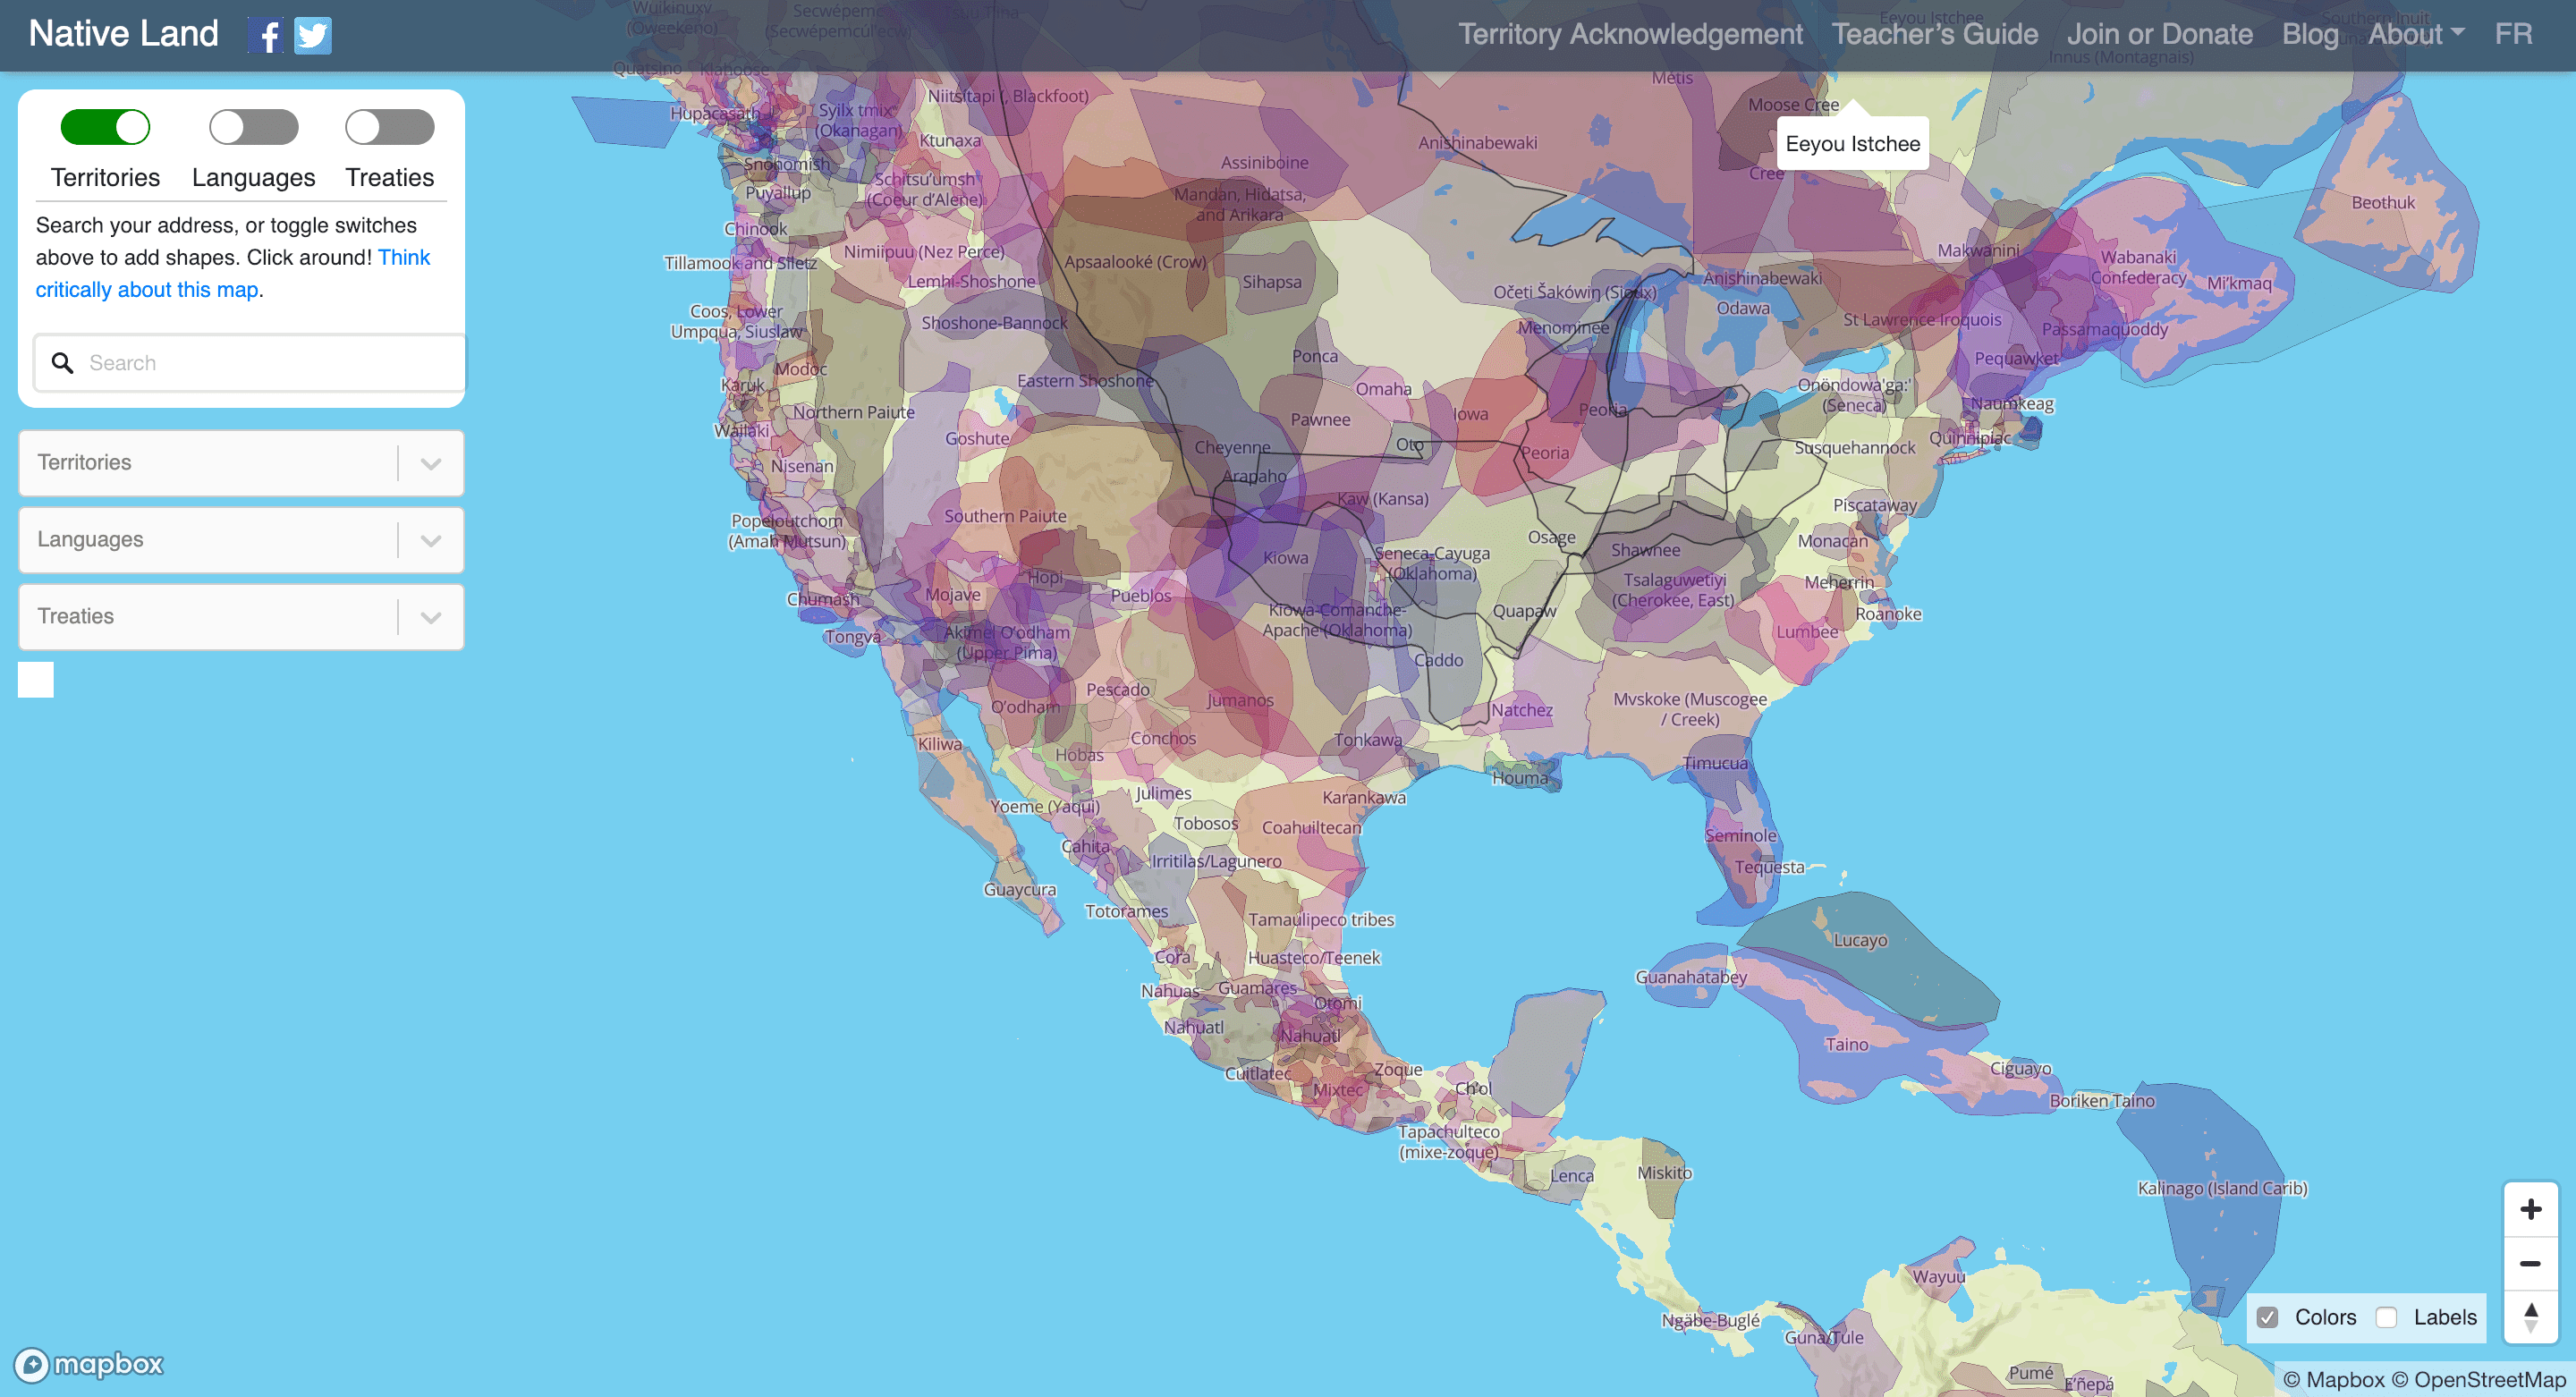 Native Land
Territory Acknowledgement Teacher's Guide Join or Donate Blog About FR
Territories Languages Treaties
Search your address, or toggle switches
above to add shapes. Click around! Think
critically about this map.
Search
Territories
Languages
Treaties
Wuikinuxv
(Oweekeno)
Quatsino
Klahoose
Southern Inuit
Eeyou Istchee
Innus (Montagnais)
Métis
Moose Cree
Eeyou Istchee
Cree
Niitsítapi (, Blackfoot)
Hupacasath
Syilx tmixʷ
(Okanagan)
Ktunaxa
Assiniboine
Anishinabewaki
Snohomish
Puyallup
Schitsu'umsh
(Coeur d'Alene)
Mandan, Hidatsa,
and Arikara
Beothuk
Chinook
Tillamook and Siletz
Nimiipuu (Nez Perce)
Lemhi-Shoshone
Apsaalooké (Crow)
Sihapsa
Očeti Šakówiŋ (Sioux)
Anishinabewaki
Makwanini
Wabanaki
Confederacy
Mi'kmaq
Coos, Lower
Umpqua, Siuslaw
Shoshone-Bannock
Menominee
Odawa
St Lawrence Iroquois
Passamaquoddy
Modoc
Karuk
Eastern Shoshone
Ponca
Omaha
Pequawket
Onöndowa'ga:'
(Seneca)
Northern Paiute
Wailaki
Goshute
Pawnee
Iowa
Peoria
Naumkeag
Quinnipiac
Nisenan
Cheyenne
Arapaho
Oto
Peoria
Susquehannock
Popeloutchom
(Amah Mutsun)
Southern Paiute
Kaw (Kansa)
Piscataway
Kiowa
Seneca-Cayuga
(Oklahoma)
Osage
Shawnee
Monacan
Chumash
Mojave
Hopi
Pueblos
Kiowa-Comanche-
Apache (Oklahoma)
Quapaw
Tsalaguwetiyi
(Cherokee, East)
Meherrin
Roanoke
Tongva
Akimel O'odham
(Upper Pima)
Caddo
Lumbee
O'odham
Pescado
Jumanos
Natchez
Mvskoke (Muscogee
/ Creek)
Kiliwa
Hobas
Conchos
Tonkawa
Houma
Timucua
Yoeme (Yaqui)
Julimes
Karankawa
Tobosos
Coahuiltecan
Seminole
Cahita
Irritilas/Lagunero
Tequesta
Guaycura
Totorames
Tamaulipeco tribes
Lucayo
Cora
Huasteco/Teenek
Guanahatabey
Nahuas
Guamares
Otomi
Nahuatl
Nahuatl
Taino
Cuitlatec
Zoque
Mixtec
Ch'ol
Ciguayo
Boriken Taino
Tapachulteco
(mixe-zoque)
Lenca
Miskito
Kalinago (Island Carib)
Wayuu
Ngäbe-Buglé
Guna/Tule
Pumé
E'ñepá
Colors Labels
mapbox
© Mapbox © OpenStreetMap